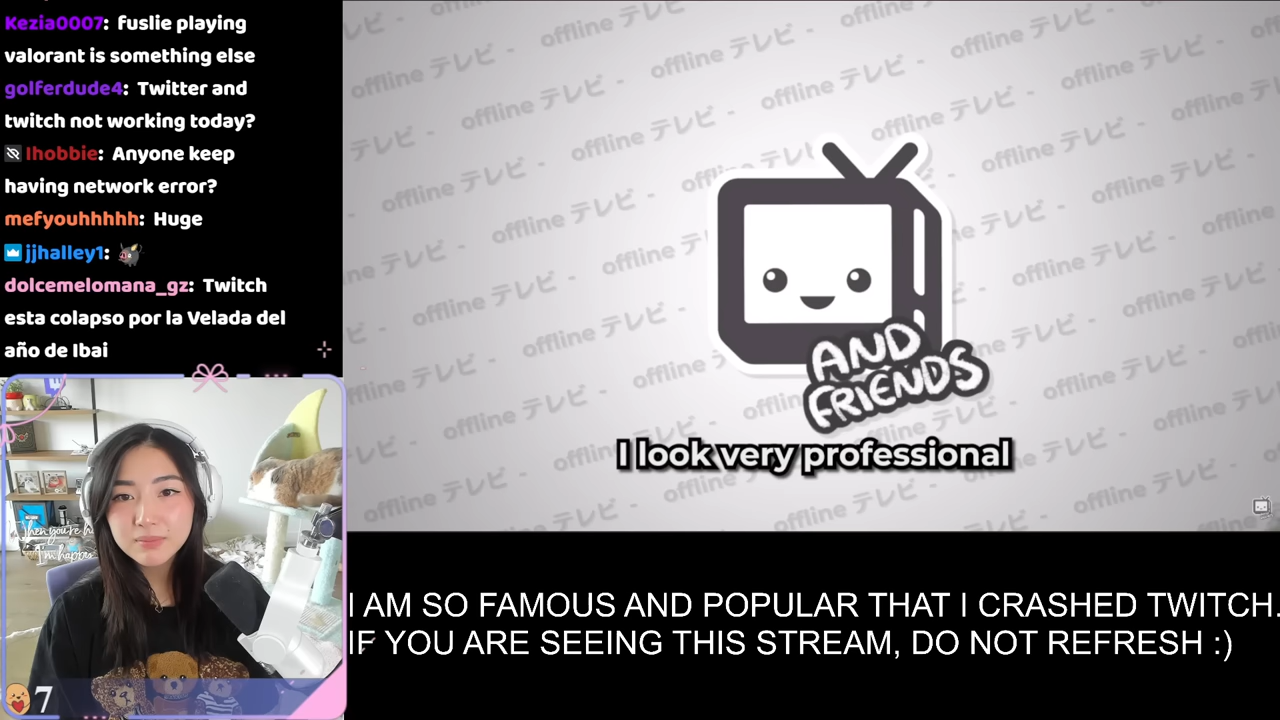 Kezia0007: fuslie playing
valorant is something else
golferdude4: Twitter and
twitch not working today?
lhobbie: Anyone keep
having network error?
mefyouhhhhh: Huge
jjhalley1:
dolcemelomana_gz: Twitch
esta colapso por la Velada del
año de Ibai
offline テレビ -
AND
FRIENDS
I look very professional
I AM SO FAMOUS AND POPULAR THAT I CRASHED TWITCH.
IF YOU ARE SEEING THIS STREAM, DO NOT REFRESH :)
7